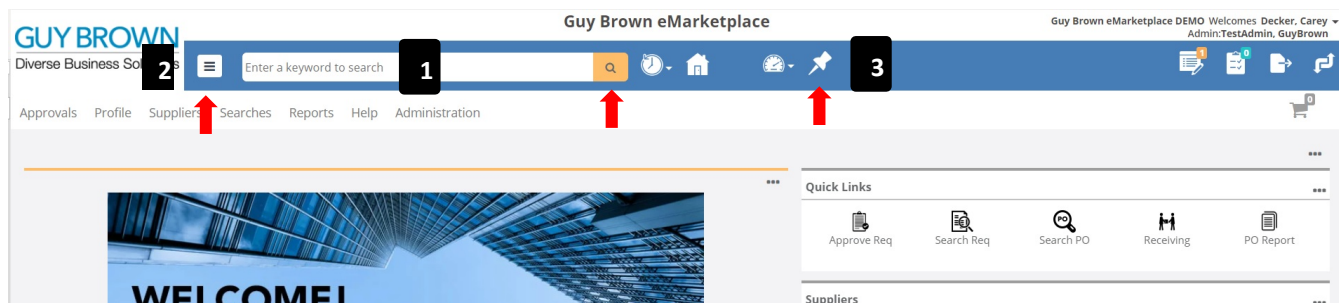 Guy Brown eMarketplace
Guy Brown eMarketplace DEMO Welcomes Decker, Carey
Admin:TestAdmin, GuyBrown
GUY BROWN
Diverse Business
2
Enter a keyword to search
1
3
1
0
Approvals Profile Suppliers Searches Reports Help Administration
0
Quick Links
PO
Approve Req Search Req Search PO Receiving PO Report
WELCOME!
Suppliers